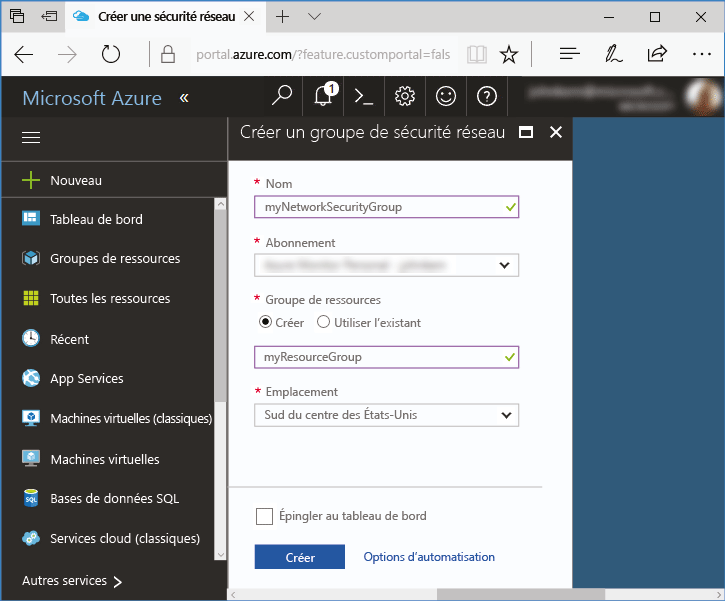 Créer une sécurité réseau
portal.azure.com/?feature.customportal=fals
Microsoft Azure «
1
Créer un groupe de sécurité réseau
Nouveau
Tableau de bord
Groupes de ressources
Toutes les ressources
Récent
App Services
Machines virtuelles (classiques)
Machines virtuelles
SQL
Bases de données SQL
Services cloud (classiques)
Autres services >
* Nom
myNetworkSecurityGroup
* Abonnement
* Groupe de ressources
Créer Utiliser l'existant
myResourceGroup
* Emplacement
Sud du centre des États-Unis
Épingler au tableau de bord
Créer Options d'automatisation